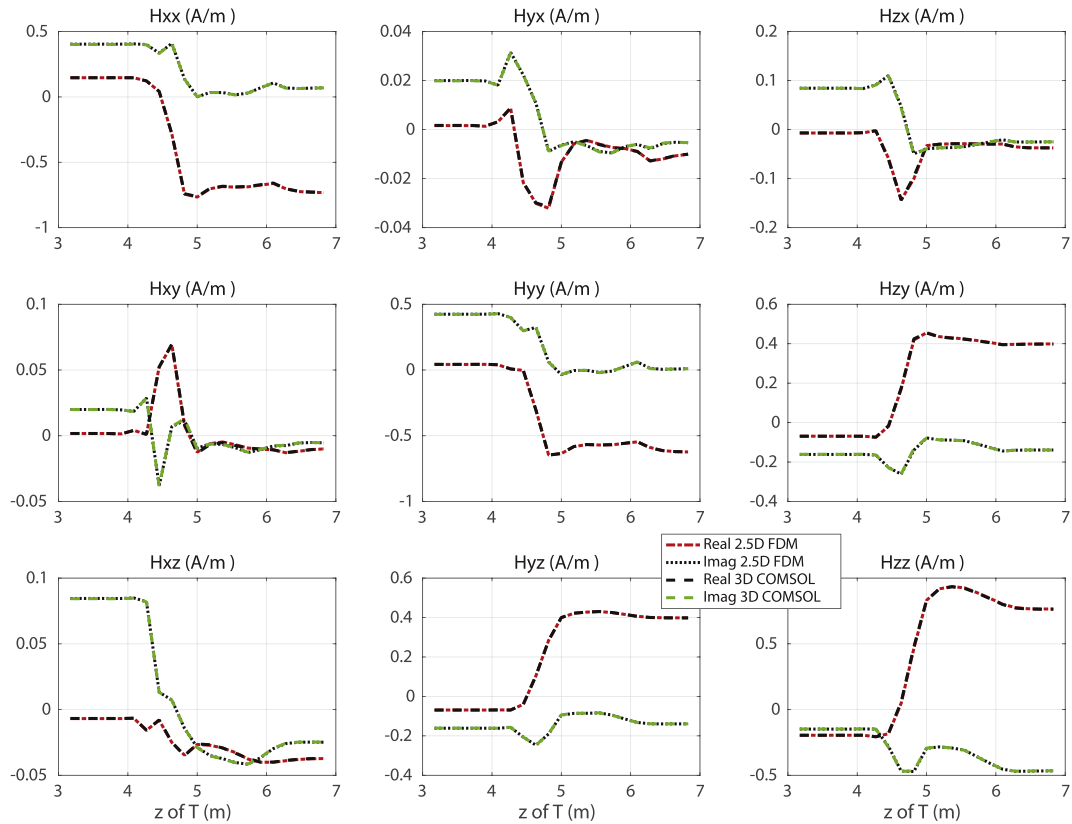 Hxx (A/m )
0.5
0
-0.5
-1
3 4 5 6 7
Hyx (A/m )
0.04
0.02
0
-0.02
-0.04
3 4 5 6 7
Hzx (A/m )
0.2
0.1
0
-0.1
-0.2
3 4 5 6 7
Hxy (A/m )
0.1
0.05
0
-0.05
3 4 5 6 7
Hyy (A/m )
0.5
0
-0.5
-1
3 4 5 6 7
Hzy (A/m )
0.6
0.4
0.2
0
-0.2
-0.4
3 4 5 6 7
Real 2.5D FDM
Imag 2.5D FDM
Real 3D COMSOL
Imag 3D COMSOL
Hxz (A/m )
0.1
0.05
0
-0.05
3 4 5 6 7
z of T (m)
Hyz (A/m )
0.6
0.4
0.2
0
-0.2
-0.4
3 4 5 6 7
z of T (m)
Hzz (A/m )
0.5
0
-0.5
3 4 5 6 7
z of T (m)